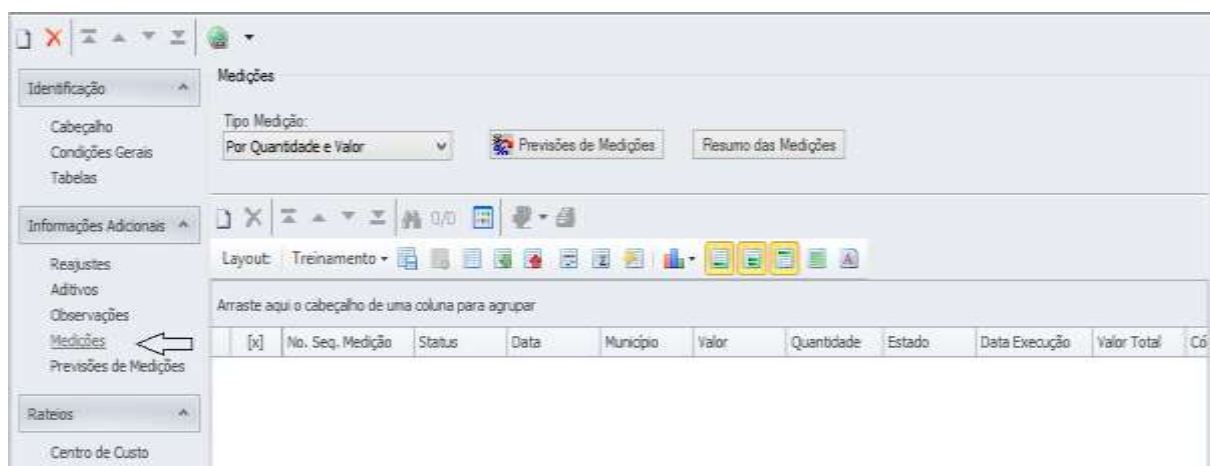 Identificação
Cabeçalho
Condições Gerais
Tabelas
Informações Adicionais
Reajustes
Aditivos
Observações
Medições
Previsões de Medições
Rateios
Centro de Custo
Medições
Tipo Medição:
Por Quantidade e Valor
Previsões de Medições
Resumo das Medições
0/0
Layout: Treinamento
Arraste aqui o cabeçalho de uma coluna para agrupar
[x] No. Seq. Medição Status Data Município Valor Quantidade Estado Data Execução Valor Total Có